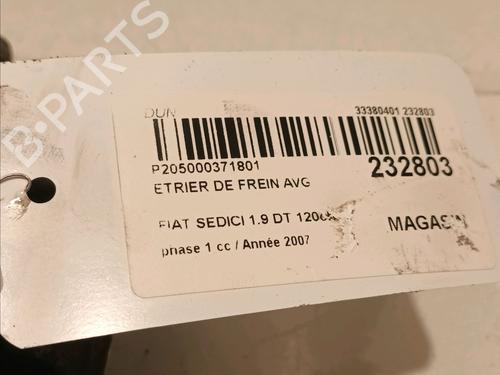 B-PARTS
DUN
33380401 232803
P205000371801
232803
ETRIER DE FREIN AVG
FIAT SEDICI 1.9 DT 120cv
MAGASIN
phase 1 cc / Année 2007